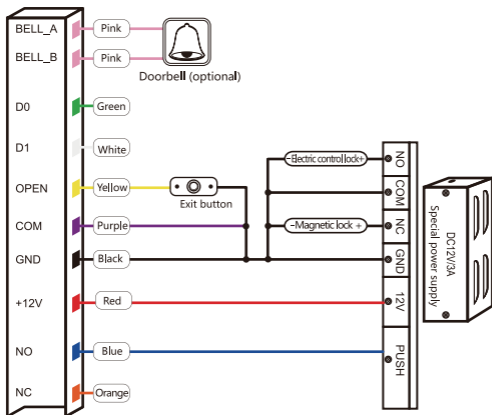 BELL_A Pink
BELL_B Pink
Doorbell (optional)
D0 Green
D1 White
OPEN Yellow
Exit button
COM Purple
GND Black
+12V Red
NO Blue
NC Orange
-Electric control lock+
-Magnetic lock +
NO
COM
NC
GND
12V
PUSH
DC12V/3A
Special power supply